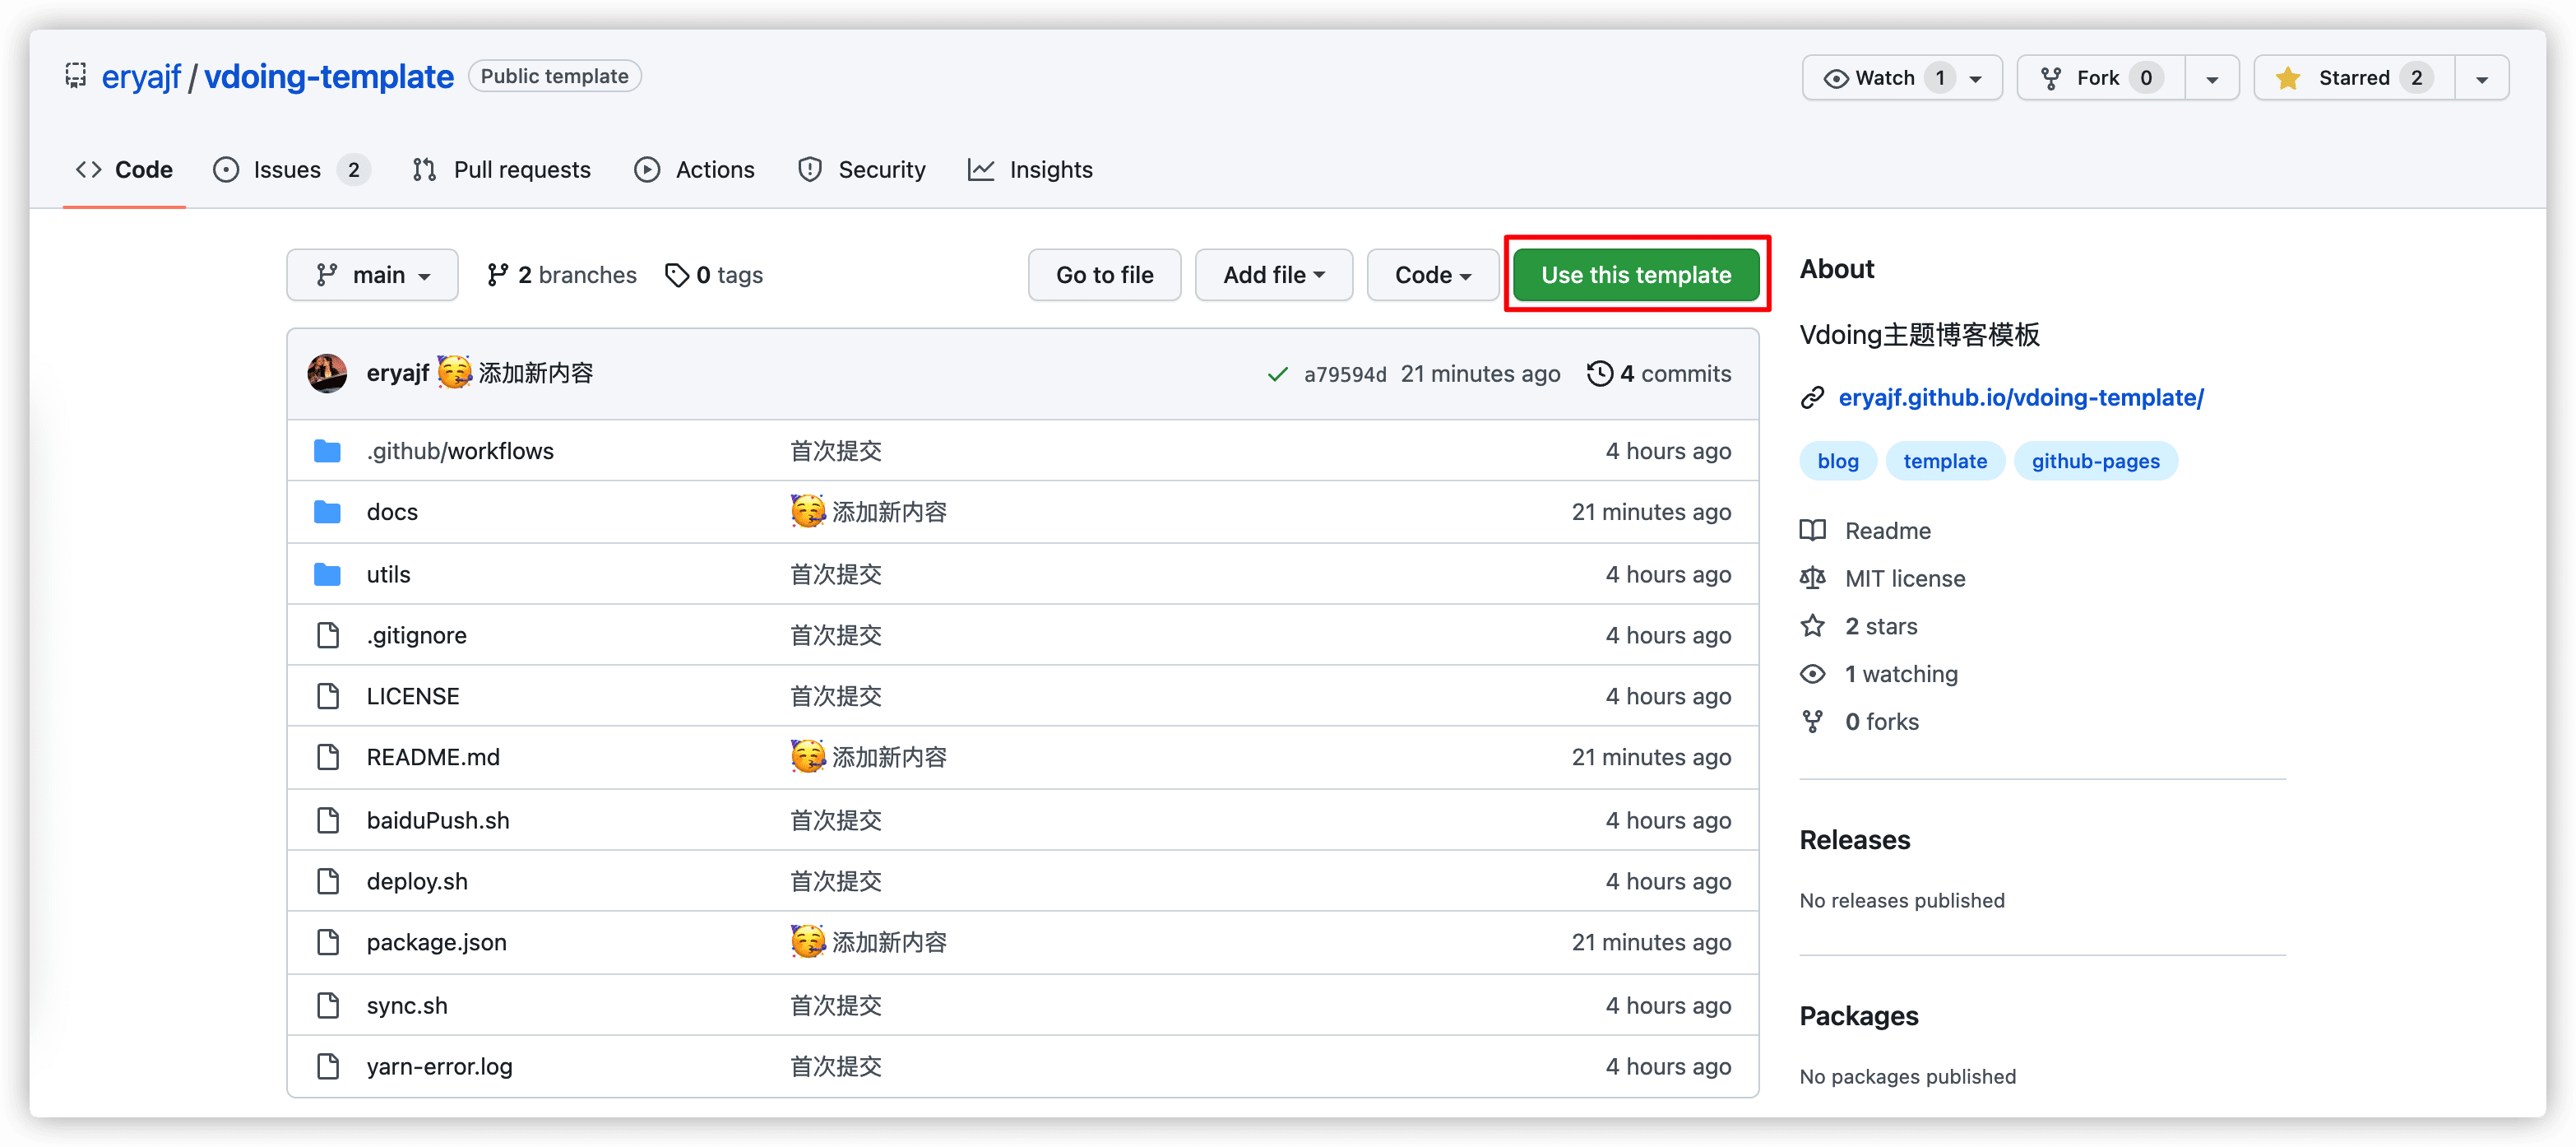 eryajf / vdoing-template Public template Watch 1 Fork 0 Starred 2
Code Issues 2 Pull requests Actions Security Insights
main 2 branches 0 tags Go to file Add file Code Use this template
eryajf 🥳 添加新内容 a79594d 21 minutes ago 4 commits
.github/workflows 首次提交 4 hours ago
docs 🥳 添加新内容 21 minutes ago
utils 首次提交 4 hours ago
.gitignore 首次提交 4 hours ago
LICENSE 首次提交 4 hours ago
README.md 🥳 添加新内容 21 minutes ago
baiduPush.sh 首次提交 4 hours ago
deploy.sh 首次提交 4 hours ago
package.json 🥳 添加新内容 21 minutes ago
sync.sh 首次提交 4 hours ago
yarn-error.log 首次提交 4 hours ago
About
Vdoing主题博客模板
eryajf.github.io/vdoing-template/
blog template github-pages
Readme
MIT license
2 stars
1 watching
0 forks
Releases
No releases published
Packages
No packages published